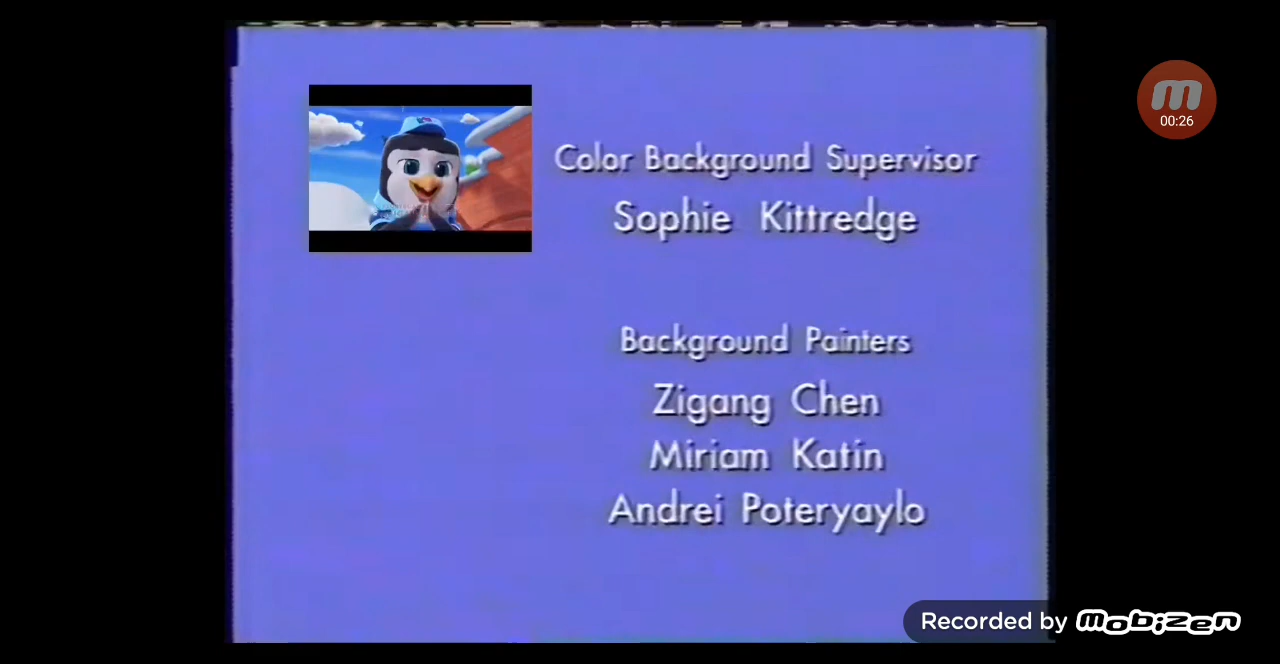 00:26
Color Background Supervisor
Sophie Kittredge
Background Painters
Zigang Chen
Miriam Katin
Andrei Poteryaylo
Recorded by mobizen